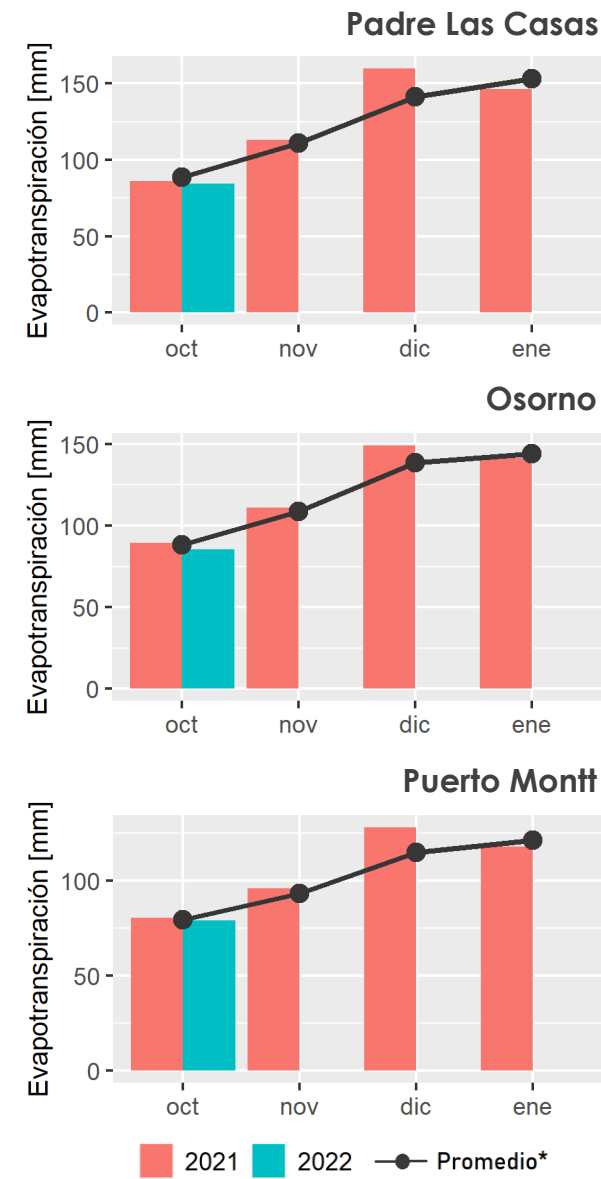 Padre Las Casas
Evapotranspiración [mm]
150
100
50
0
oct nov dic ene
Osorno
Evapotranspiración [mm]
150
100
50
0
oct nov dic ene
Puerto Montt
Evapotranspiración [mm]
100
50
0
oct nov dic ene
2021 2022 Promedio*